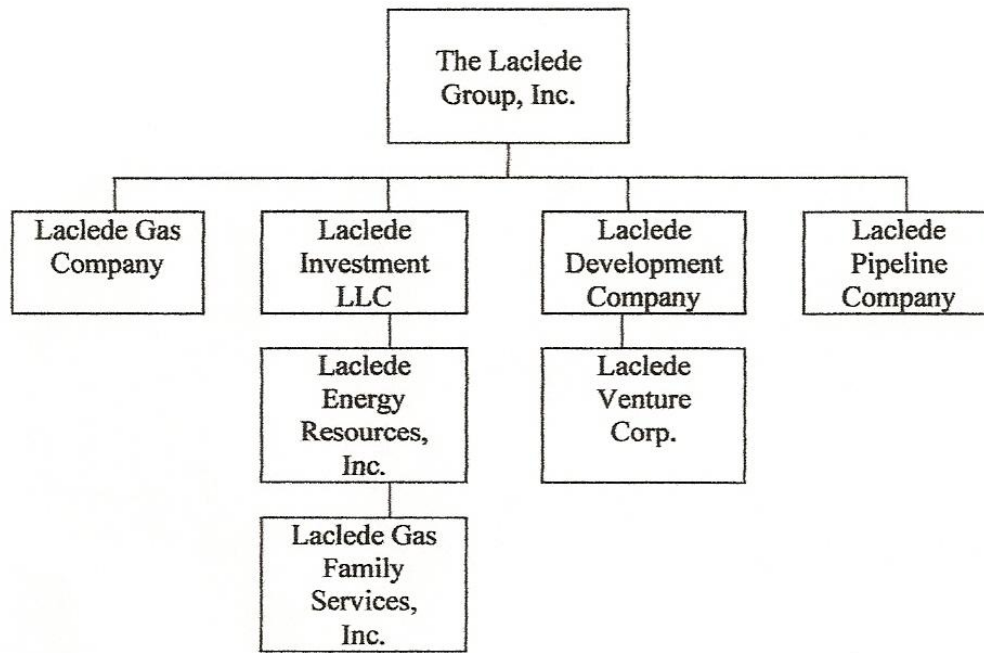 The Laclede
Group, Inc.
Laclede Gas
Company
Laclede
Investment
LLC
Laclede
Development
Company
Laclede
Pipeline
Company
Laclede
Energy
Resources,
Inc.
Laclede
Venture
Corp.
Laclede Gas
Family
Services,
Inc.